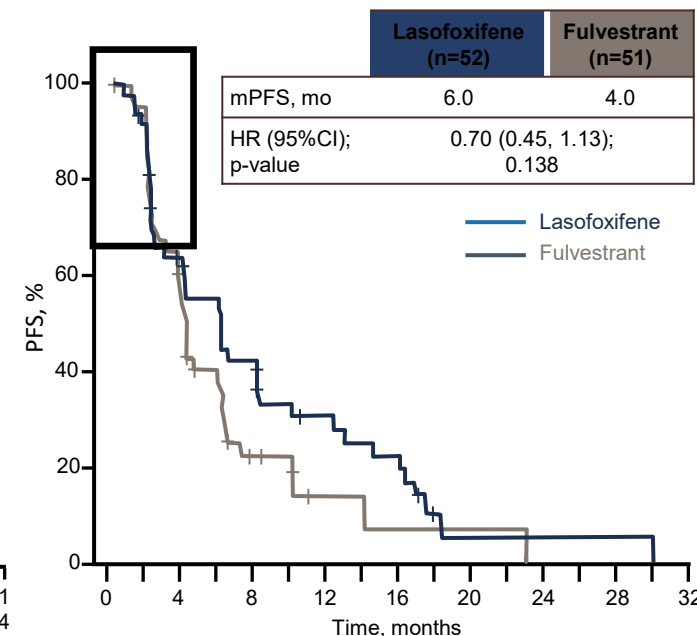 Lasofoxifene Fulvestrant
(n=52) (n=51)
mPFS, mo 6.0 4.0
HR (95%CI); 0.70 (0.45, 1.13);
p-value 0.138
Lasofoxifene
Fulvestrant
PFS, %
100
80
60
40
20
0
0 4 8 12 16 20 24 28 32
Time, months
1
4